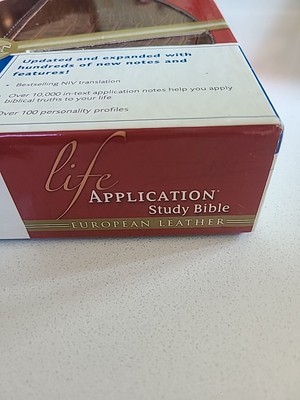 Updated and expanded with
hundreds of new notes and
features!
• Bestselling NIV translation
• Over 10,000 in-text application notes help you apply
biblical truths to your life
Over 100 personality profiles
life
APPLICATION®
Study Bible
EUROPEAN LEATHER